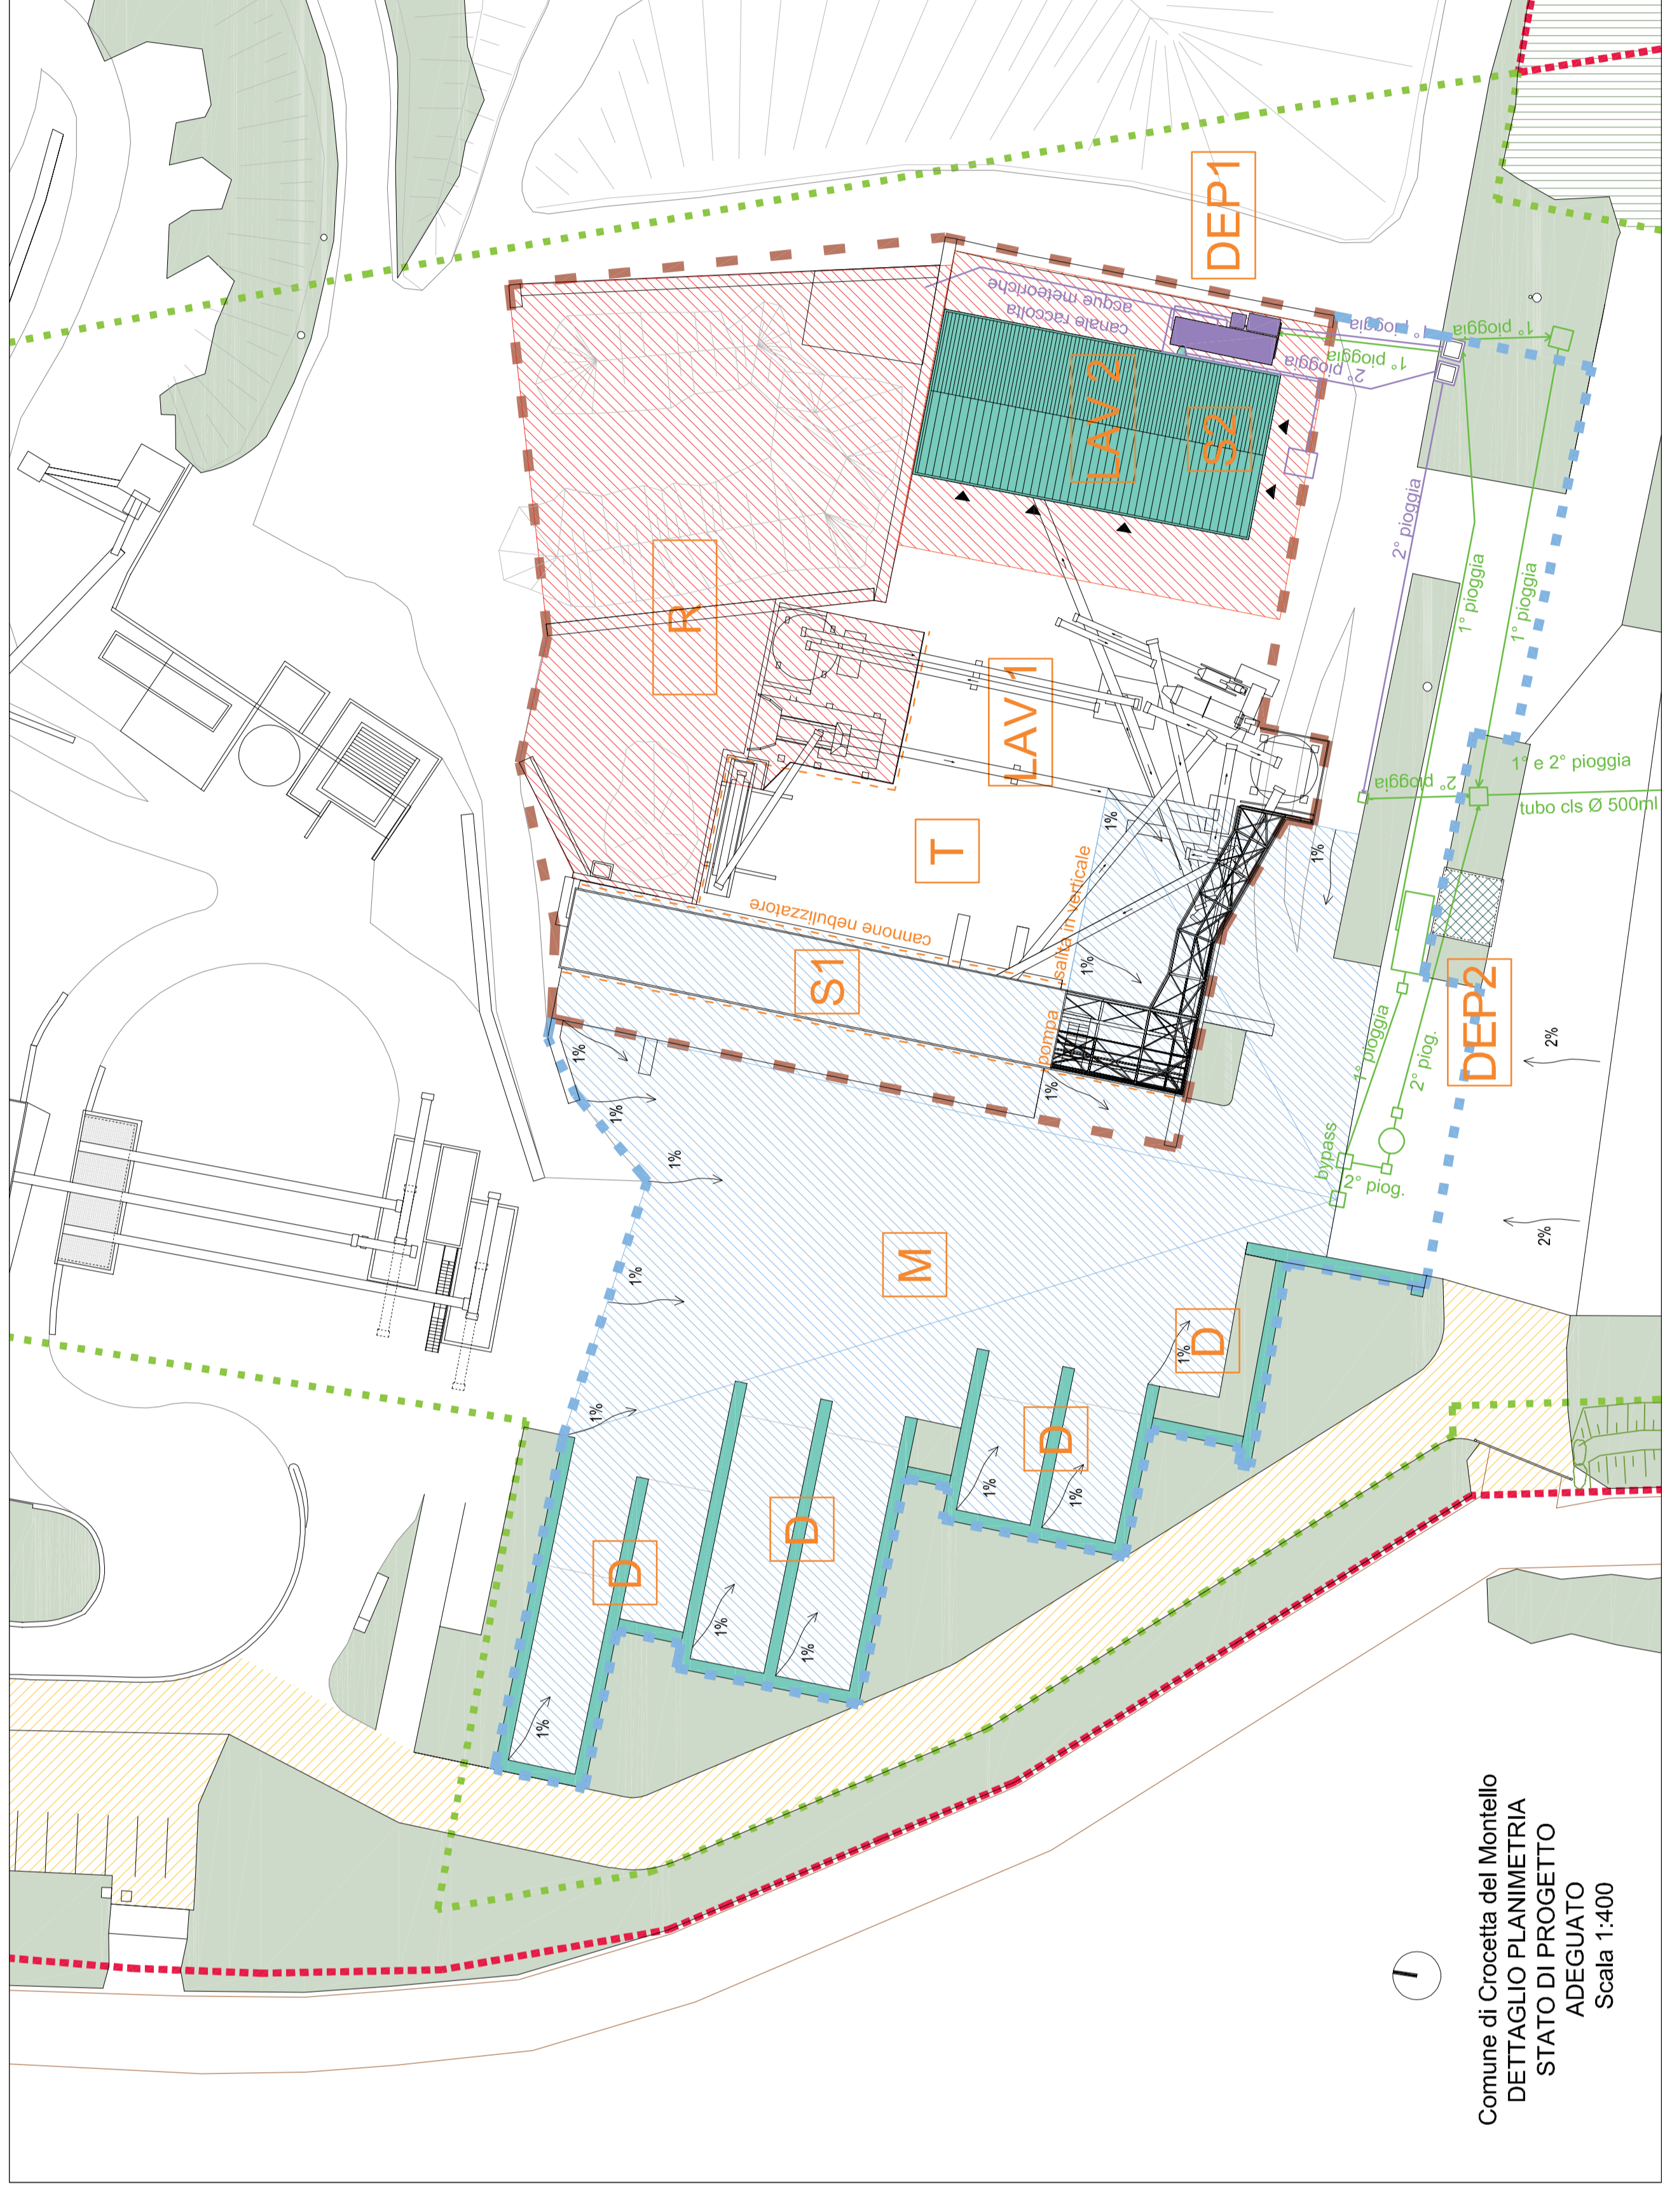 DEP1
canale raccolta
acque meteoriche
1° pioggia
1° pioggia
1° pioggia
2° pioggia
LAV 2
S2
R
2° pioggia
1° pioggia
1° pioggia
LAV 1
2° pioggia
1° e 2° pioggia
tubo cls Ø 500ml
T
1%
1%
salita in verticale
cannone nebulizzatore
1%
S1
DEP2
pompa
1%
1%
1%
1° pioggia
2° piog.
2%
1%
bypass
2° piog.
2%
M
1%
1%
D
1%
D
1%
1%
D
1%
1%
D
1%
Comune di Crocetta del Montello
DETTAGLIO PLANIMETRIA
STATO DI PROGETTO
ADEGUATO
Scala 1:400